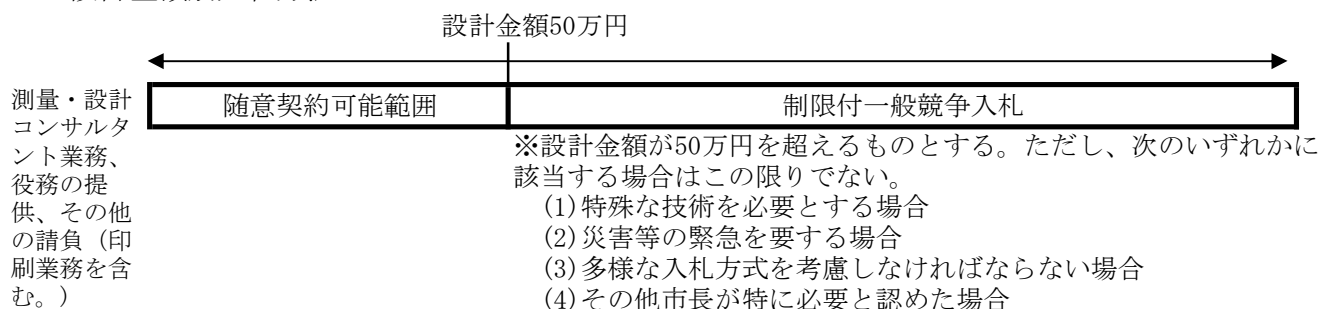 設計金額50万円
測量・設計
コンサルタ
ント業務、
役務の提
供、その他
の請負（印
刷業務を含
む。）
随意契約可能範囲
制限付一般競争入札
※設計金額が50万円を超えるものとする。ただし、次のいずれかに
該当する場合はこの限りでない。
(1)特殊な技術を必要とする場合
(2)災害等の緊急を要する場合
(3)多様な入札方式を考慮しなければならない場合
(4)その他市長が特に必要と認めた場合